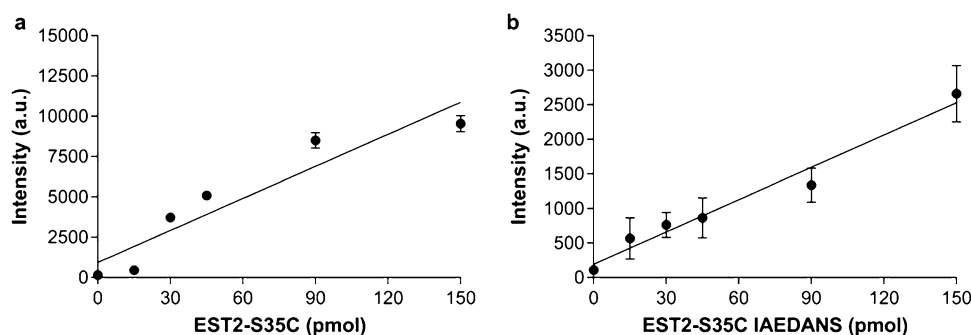 a
15000
12500
10000
7500
5000
2500
0
Intensity (a.u.)
0 30 60 90 120 150
EST2-S35C (pmol)
b
3500
3000
2500
2000
1500
1000
500
0
Intensity (a.u.)
0 30 60 90 120 150
EST2-S35C IAEDANS (pmol)